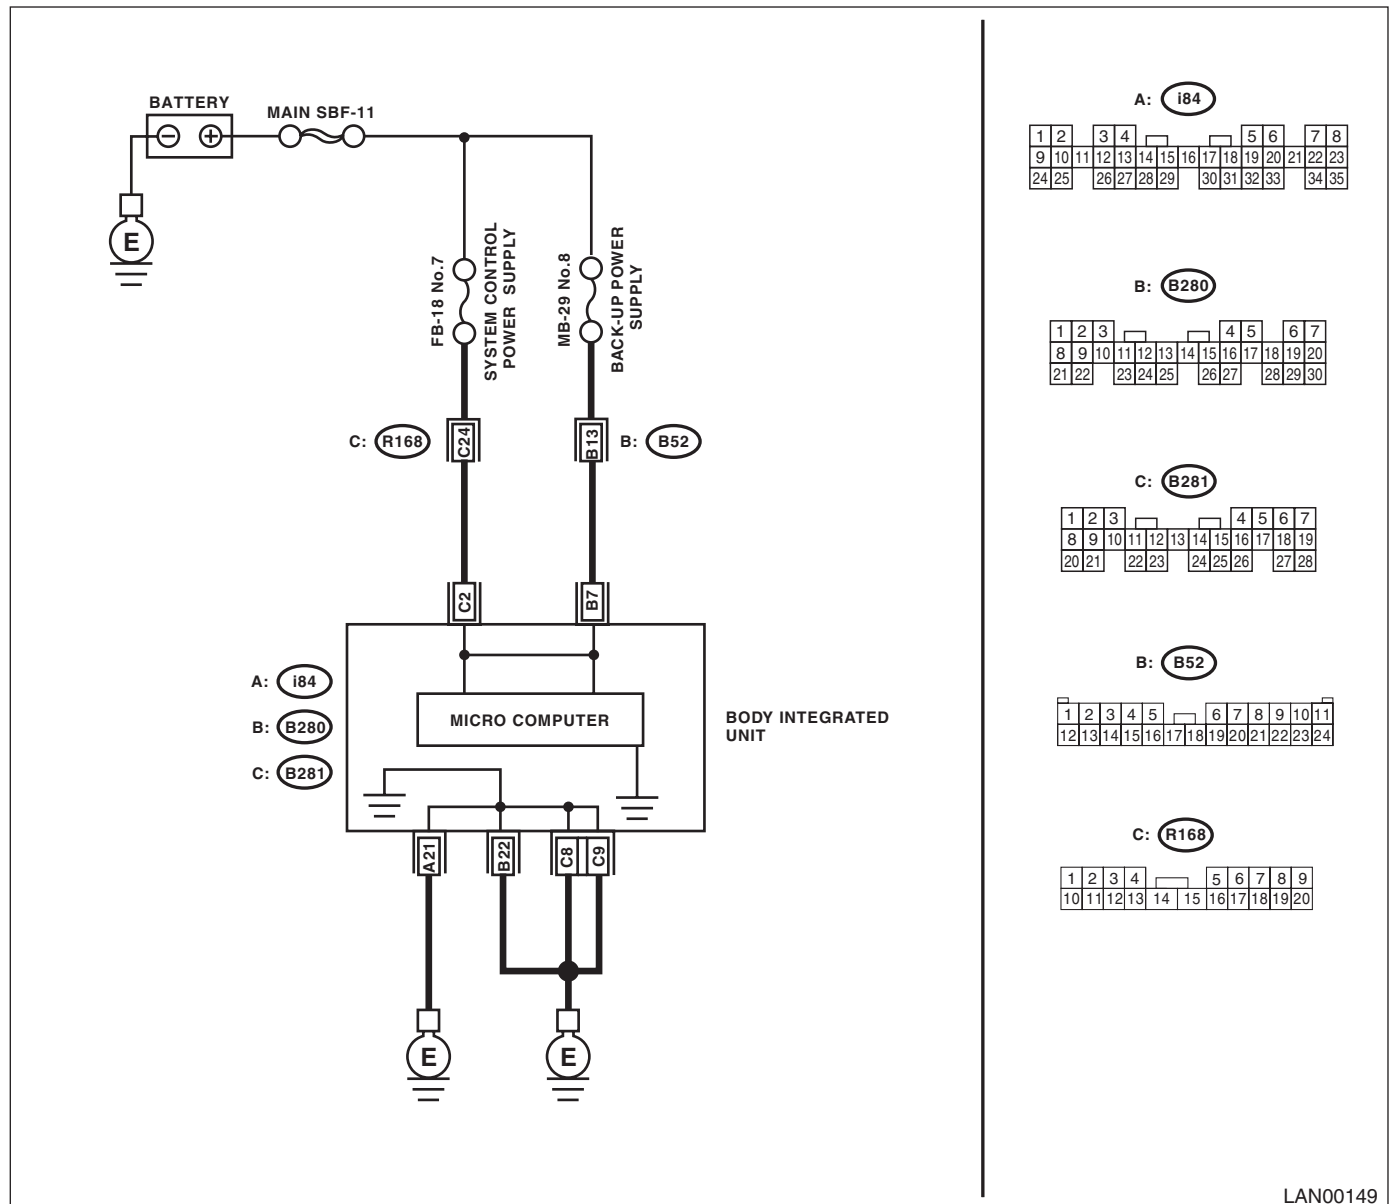 BATTERY
MAIN SBF-11
E
FB-18 No.7
SYSTEM CONTROL
POWER SUPPLY
MB-29 No.8
BACK-UP POWER
SUPPLY
C: R168
C24
B13
B: B52
C2
B7
A: i84
B: B280
C: B281
MICRO COMPUTER
BODY INTEGRATED
UNIT
A21
B22
C8
C9
E
E
A: i84
1 2 3 4 5 6 7 8
9 10 11 12 13 14 15 16 17 18 19 20 21 22 23
24 25 26 27 28 29 30 31 32 33 34 35
B: B280
1 2 3 4 5 6 7
8 9 10 11 12 13 14 15 16 17 18 19 20
21 22 23 24 25 26 27 28 29 30
C: B281
1 2 3 4 5 6 7
8 9 10 11 12 13 14 15 16 17 18 19
20 21 22 23 24 25 26 27 28
B: B52
1 2 3 4 5 6 7 8 9 10 11
12 13 14 15 16 17 18 19 20 21 22 23 24
C: R168
1 2 3 4 5 6 7 8 9
10 11 12 13 14 15 16 17 18 19 20
LAN00149